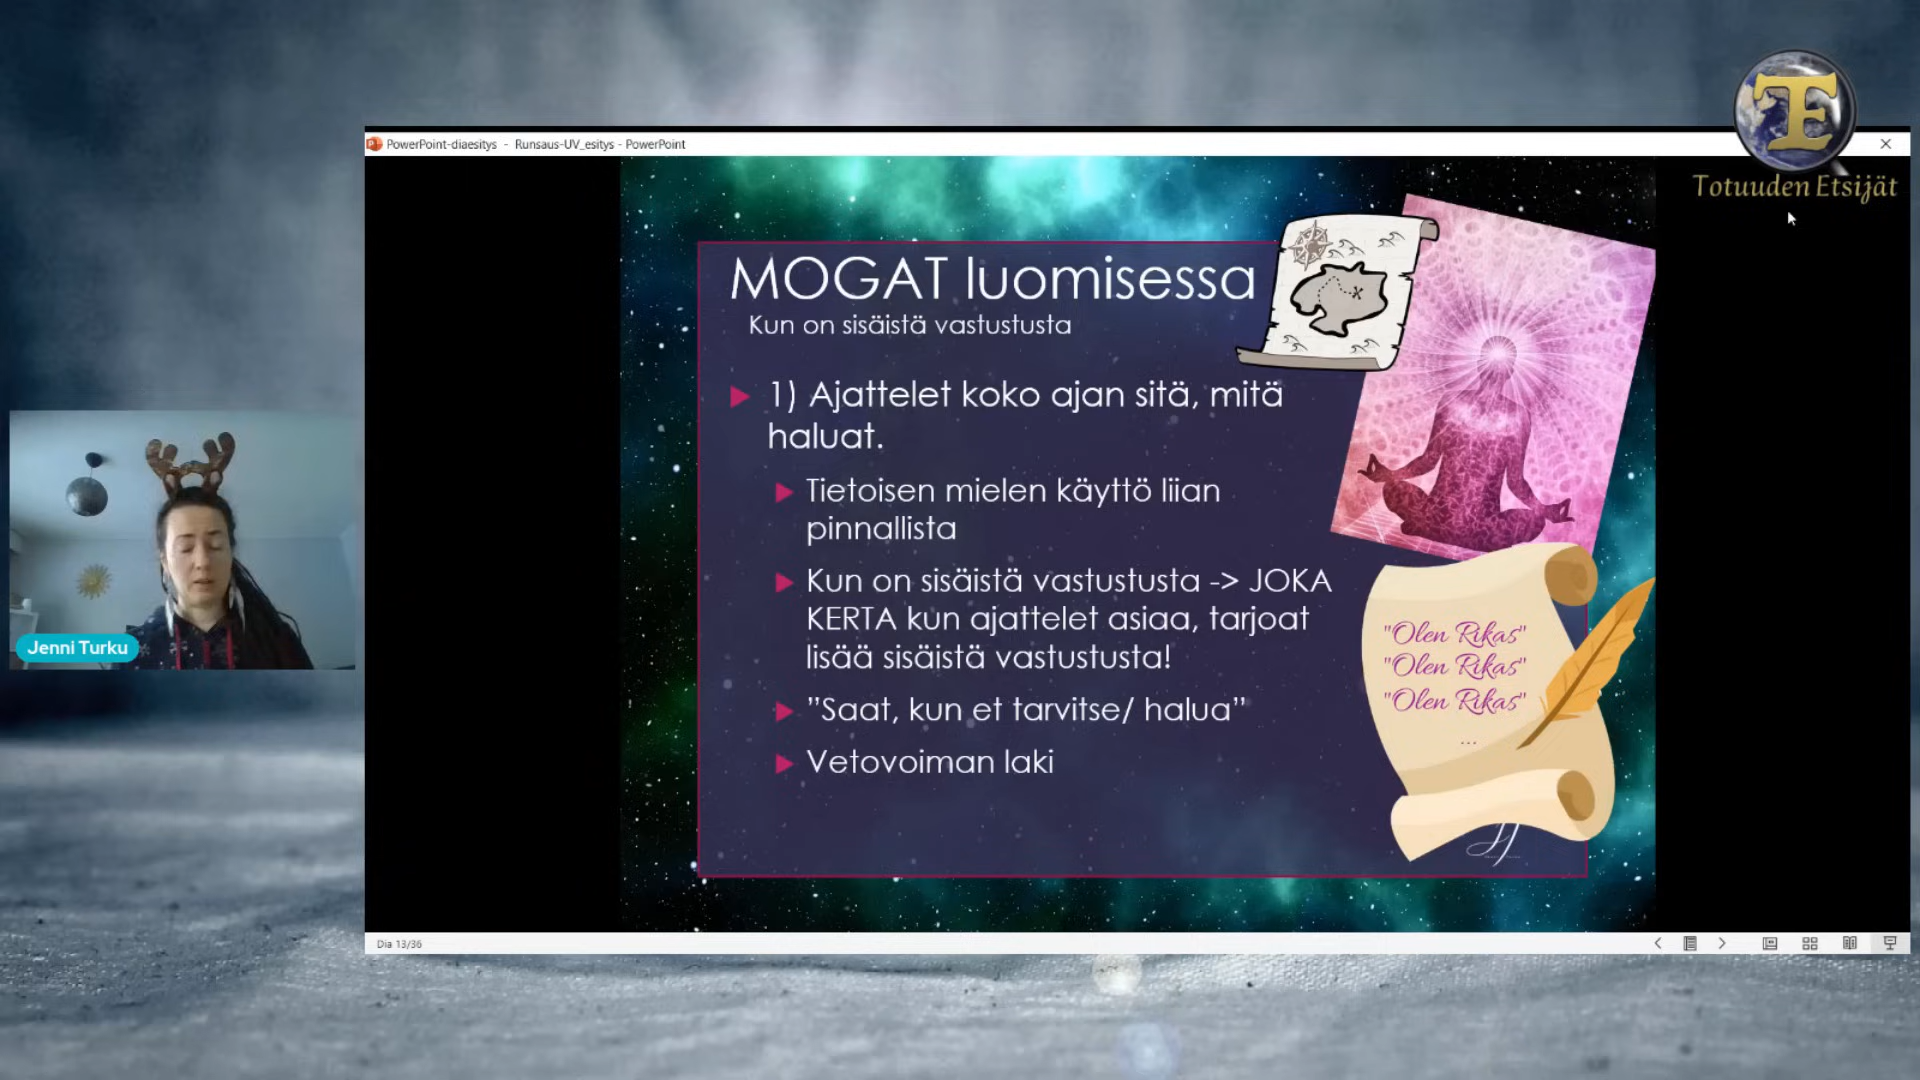 Totuuden Etsijät
PowerPoint-diaesitys - Runsaus-UV_esitys - PowerPoint
MOGAT luomisessa
Kun on sisäistä vastustusta
1) Ajattelet koko ajan sitä, mitä
haluat.
Tietoisen mielen käyttö liian
pinnallista
Kun on sisäistä vastustusta -> JOKA
KERTA kun ajattelet asiaa, tarjoat
lisää sisäistä vastustusta!
”Saat, kun et tarvitse/ halua”
Vetovoiman laki
"Olen Rikas"
"Olen Rikas"
"Olen Rikas"
...
Jenni Turku
Dia 13/36